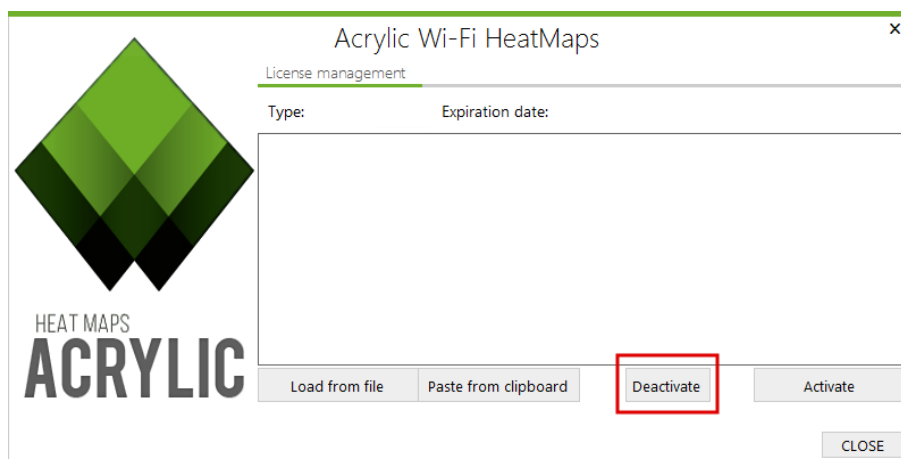 Acrylic Wi-Fi HeatMaps
x
License management
Type: Expiration date:
HEAT MAPS
ACRYLIC
Load from file Paste from clipboard Deactivate Activate
CLOSE